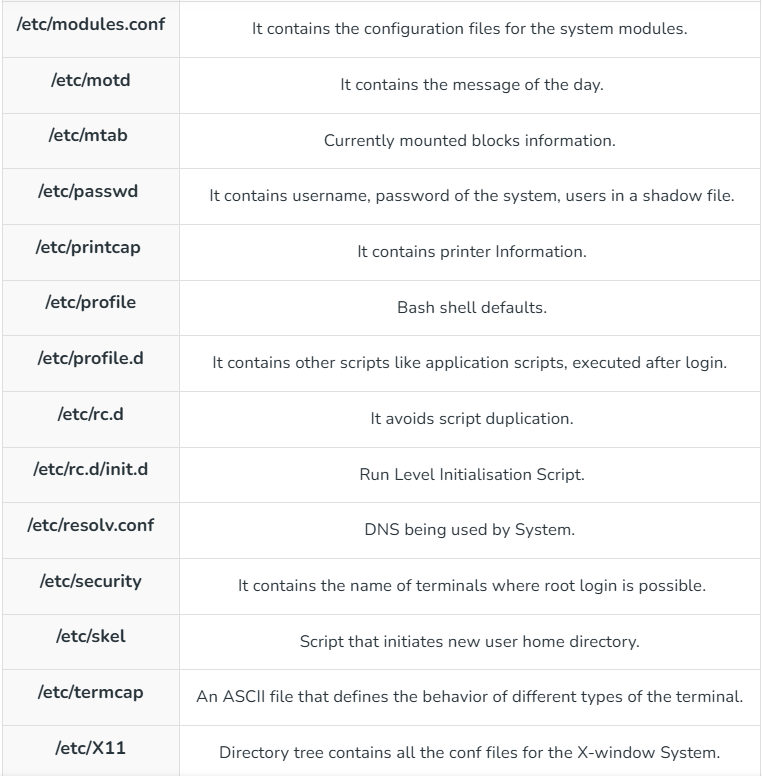 /etc/modules.conf
It contains the configuration files for the system modules.
/etc/motd
It contains the message of the day.
/etc/mtab
Currently mounted blocks information.
/etc/passwd
It contains username, password of the system, users in a shadow file.
/etc/printcap
It contains printer Information.
/etc/profile
Bash shell defaults.
/etc/profile.d
It contains other scripts like application scripts, executed after login.
/etc/rc.d
It avoids script duplication.
/etc/rc.d/init.d
Run Level Initialisation Script.
/etc/resolv.conf
DNS being used by System.
/etc/security
It contains the name of terminals where root login is possible.
/etc/skel
Script that initiates new user home directory.
/etc/termcap
An ASCII file that defines the behavior of different types of the terminal.
/etc/X11
Directory tree contains all the conf files for the X-window System.